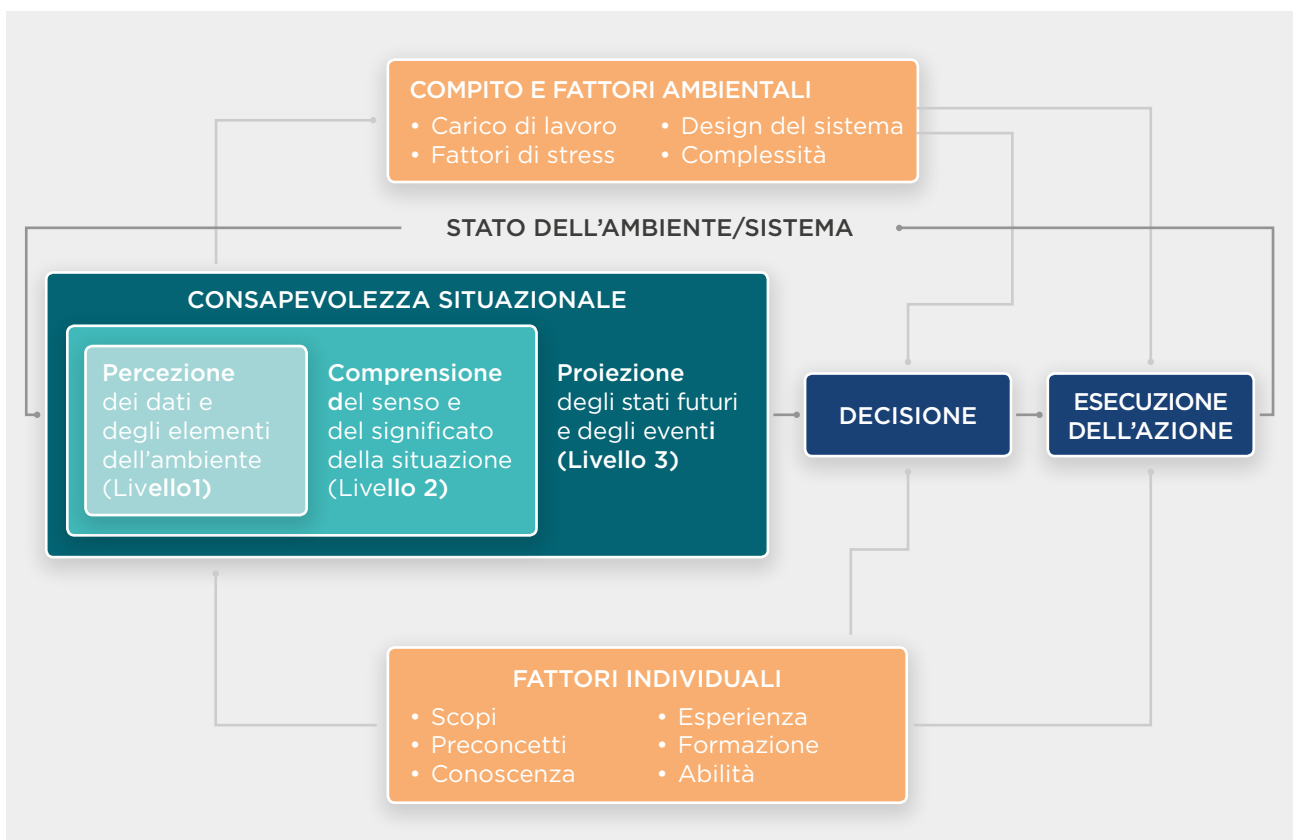 COMPITO E FATTORI AMBIENTALI
• Carico di lavoro
• Fattori di stress
• Design del sistema
• Complessità
STATO DELL’AMBIENTE/SISTEMA
CONSAPEVOLEZZA SITUAZIONALE
Percezione
dei dati e
degli elementi
dell'ambiente
(Livello1)
Comprensione
del senso e
del significato
della situazione
(Livello 2)
Proiezione
degli stati futuri
e degli eventi
(Livello 3)
DECISIONE
ESECUZIONE
DELL’AZIONE
FATTORI INDIVIDUALI
• Scopi
• Preconcetti
• Conoscenza
• Esperienza
• Formazione
• Abilità